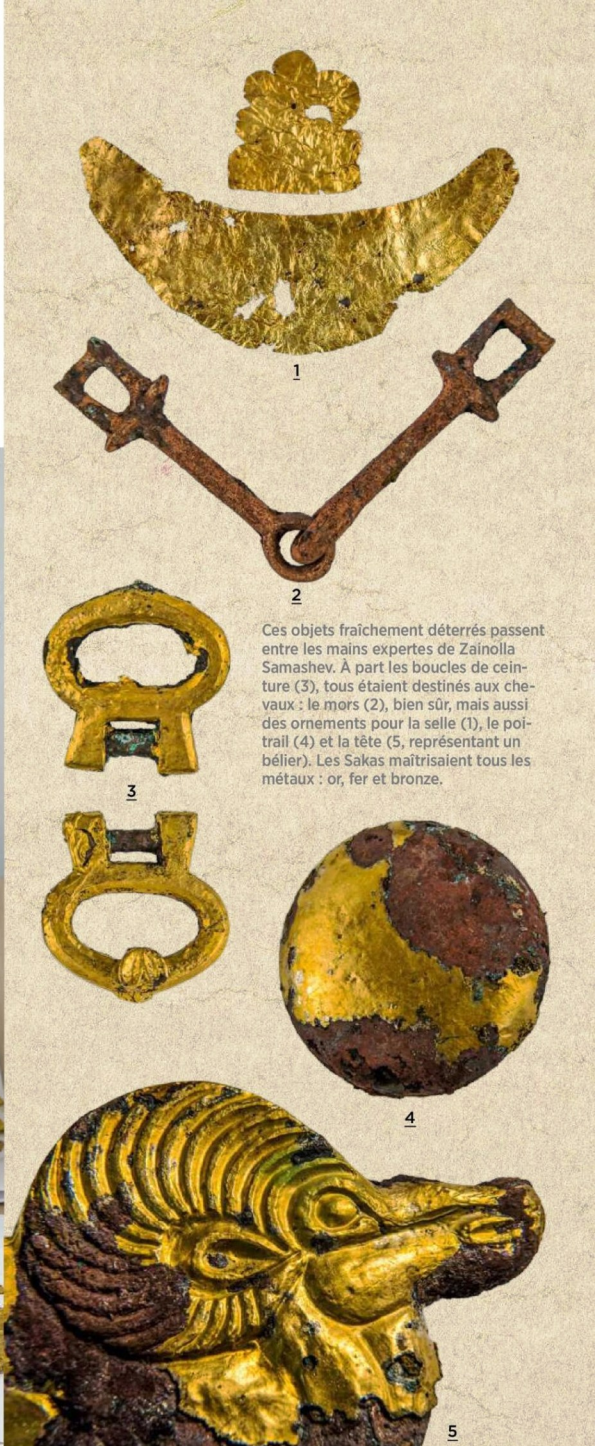 1
2
Ces objets fraîchement déterrés passent
entre les mains expertes de Zainolla
Samashev. À part les boucles de cein-
ture (3), tous étaient destinés aux che-
vaux : le mors (2), bien sûr, mais aussi
des ornements pour la selle (1), le poi-
trail (4) et la tête (5, représentant un
bélier). Les Sakas maîtrisaient tous les
métaux : or, fer et bronze.
3
4
5